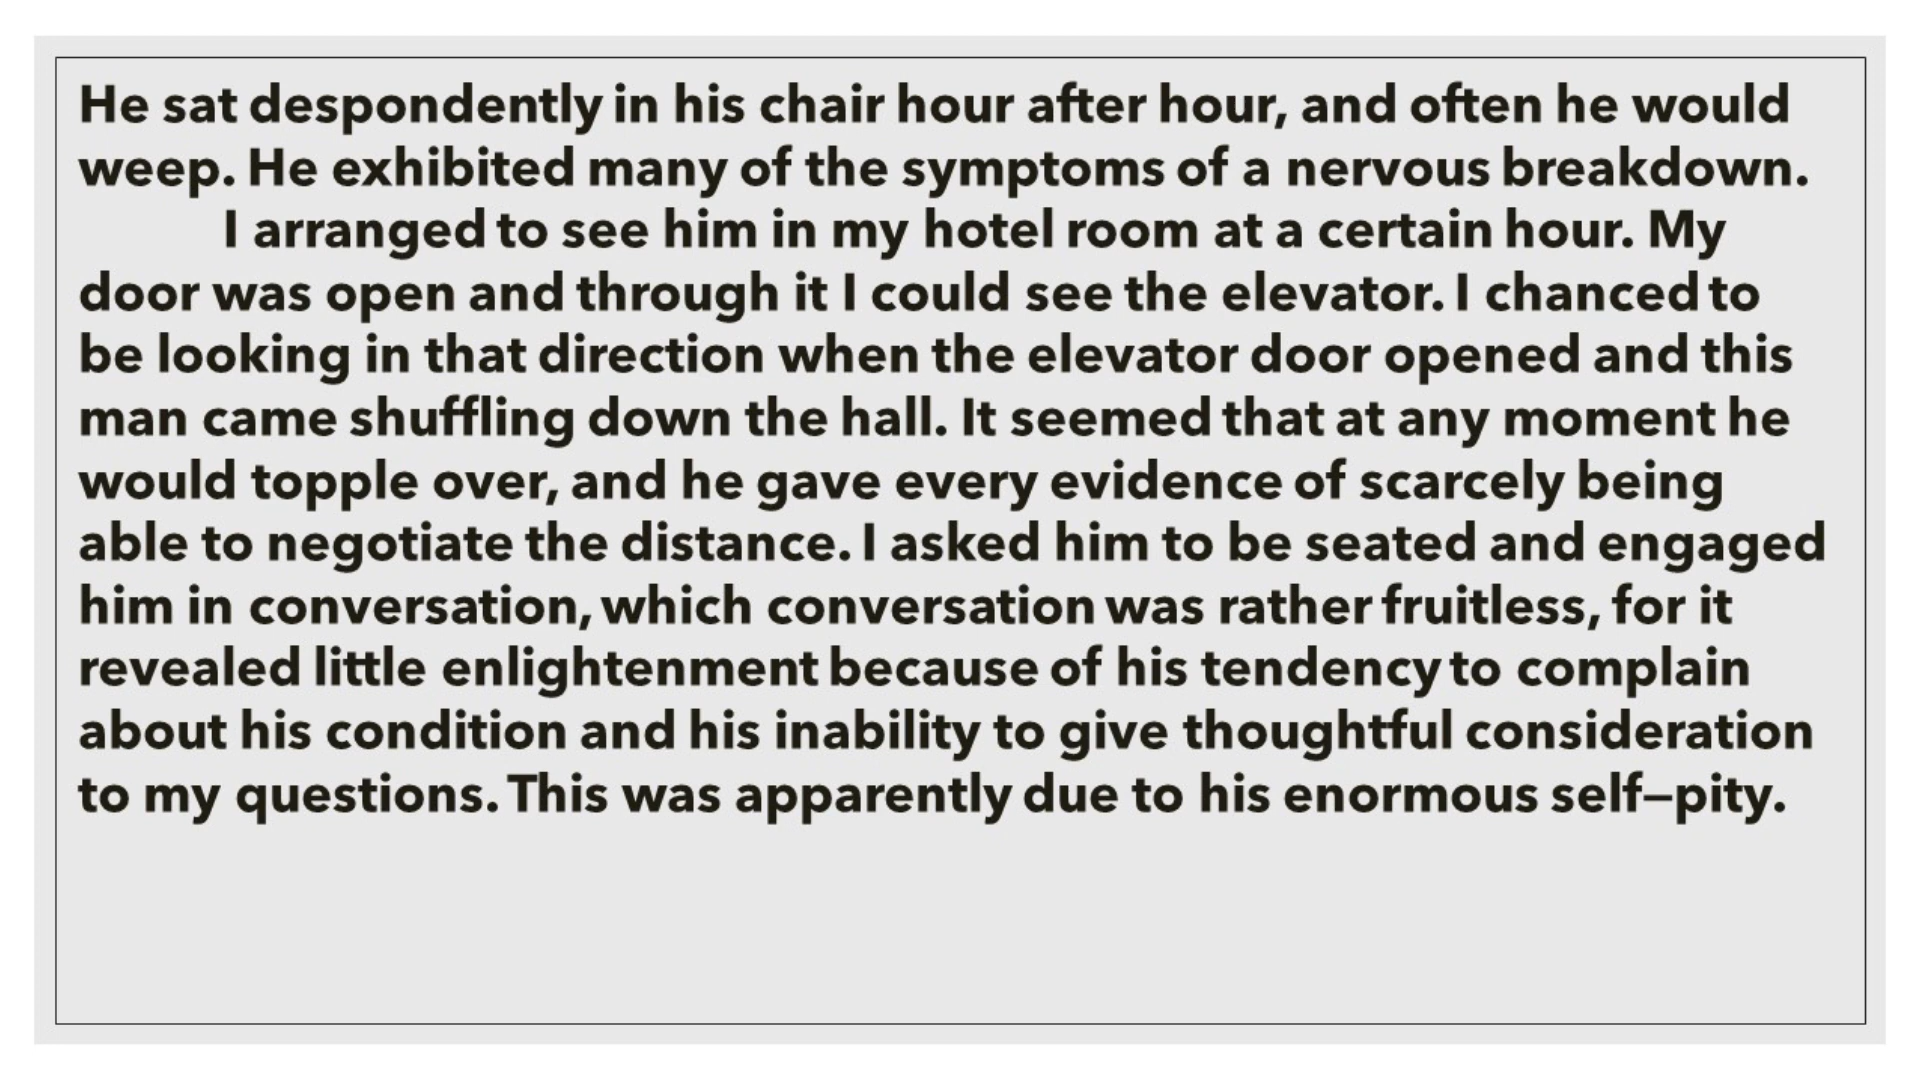 He sat despondently in his chair hour after hour, and often he would
weep. He exhibited many of the symptoms of a nervous breakdown.
I arranged to see him in my hotel room at a certain hour. My
door was open and through it I could see the elevator. I chanced to
be looking in that direction when the elevator door opened and this
man came shuffling down the hall. It seemed that at any moment he
would topple over, and he gave every evidence of scarcely being
able to negotiate the distance. I asked him to be seated and engaged
him in conversation, which conversation was rather fruitless, for it
revealed little enlightenment because of his tendency to complain
about his condition and his inability to give thoughtful consideration
to my questions. This was apparently due to his enormous self–pity.